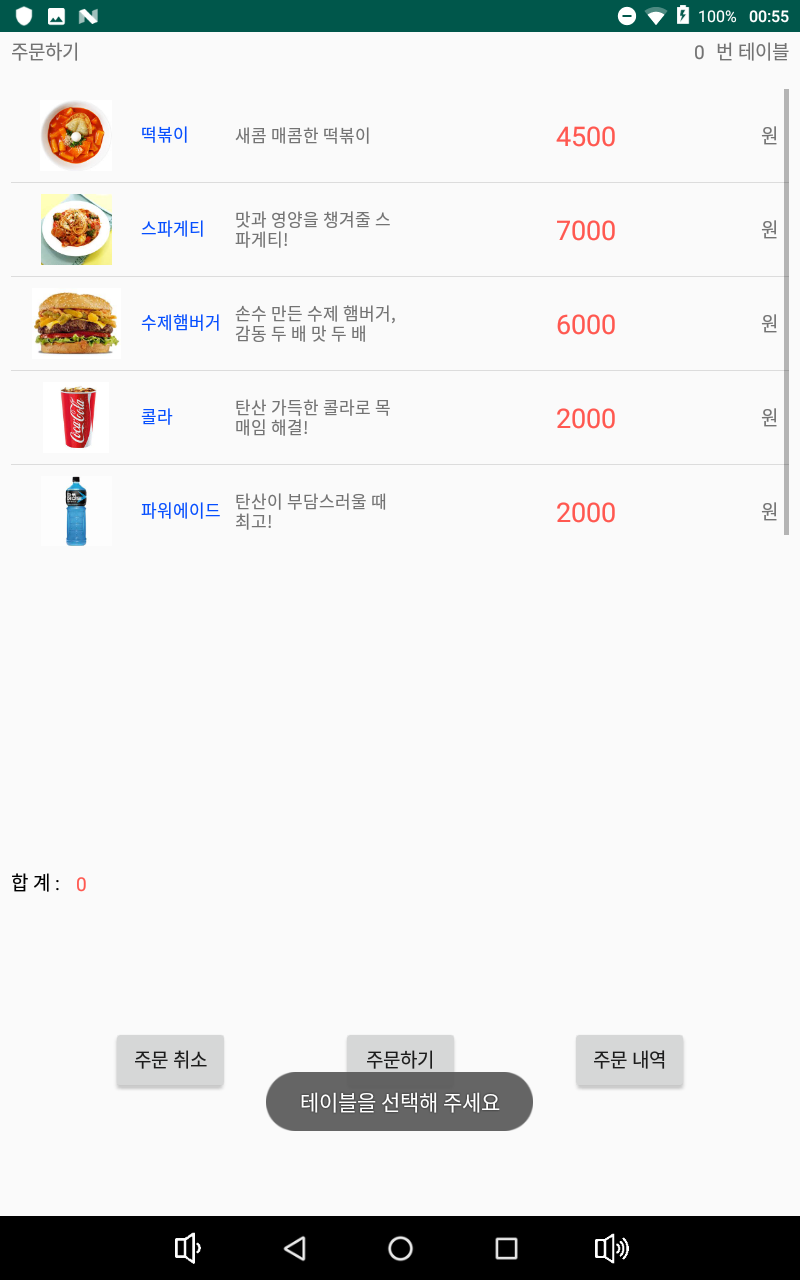 100% 00:55
주문하기
0 번 테이블
떡볶이
새콤 매콤한 떡볶이
4500
원
스파게티
맛과 영양을 챙겨줄 스
파게티!
7000
원
수제햄버거
손수 만든 수제 햄버거,
감동 두 배 맛 두 배
6000
원
Coca-Cola
콜라
탄산 가득한 콜라로 목
매임 해결!
2000
원
파워에이드
탄산이 부담스러울 때
최고!
2000
원
합 계 : 0
주문 취소
주문하기
주문 내역
테이블을 선택해 주세요